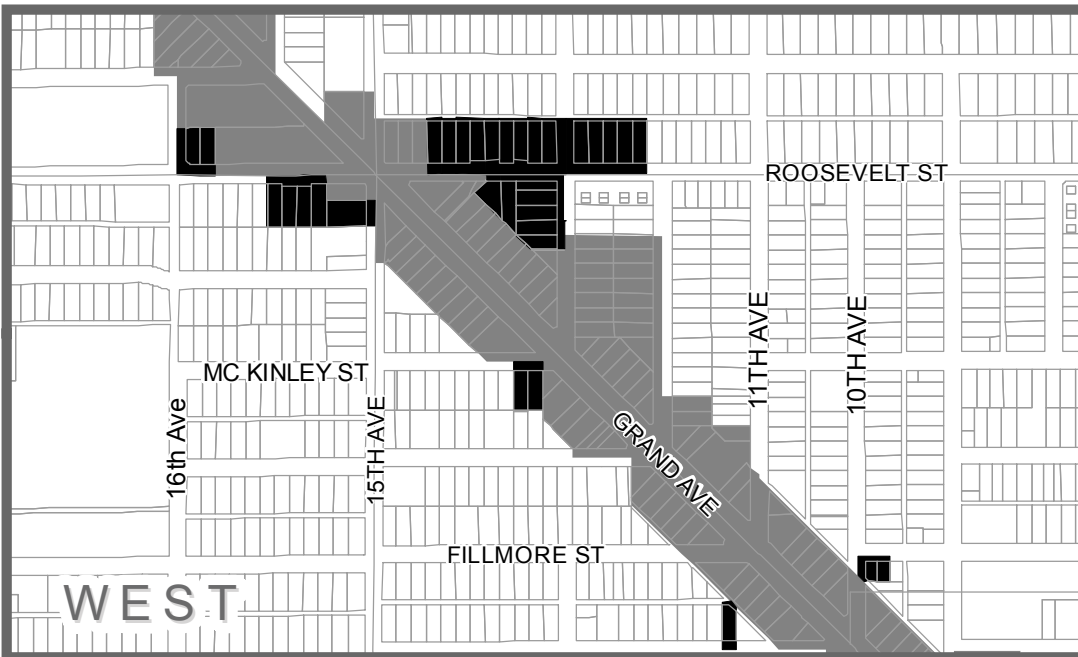 ROOSEVELT ST
11TH AVE
10TH AVE
MC KINLEY ST
16th Ave
15TH AVE
GRAND AVE
FILLMORE ST
WEST